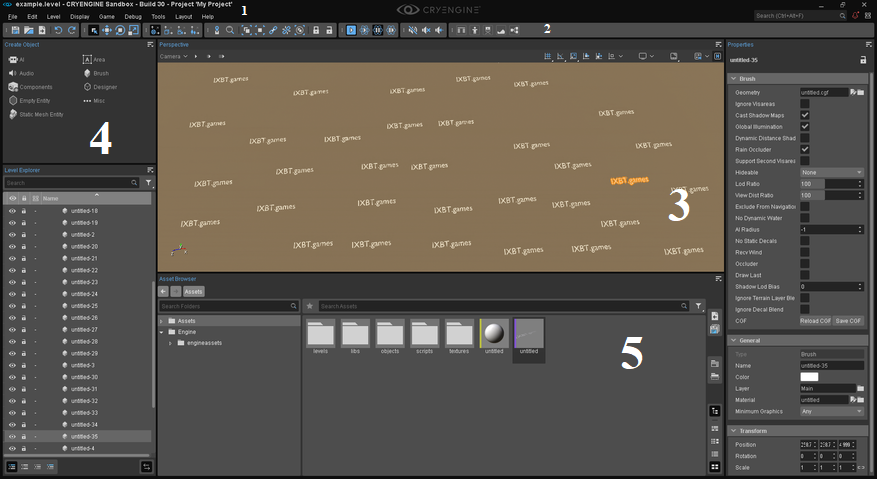 example.level - CRYENGINE Sandbox - Build 30 - Project 'My Project'
1
CRYENGINE
File Edit Level Display Game Debug Tools Layout Help
Search (Ctrl+Alt+F)
2
Create Object
AI Area
Audio Brush
Components Designer
Empty Entity Misc
Static Mesh Entity
4
Level Explorer
Search
Name
untitled-18
untitled-19
untitled-2
untitled-20
untitled-21
untitled-22
untitled-23
untitled-24
untitled-25
untitled-26
untitled-27
untitled-28
untitled-29
untitled-3
untitled-30
untitled-31
untitled-32
untitled-33
untitled-34
untitled-35
untitled-4
Perspective
Camera
IXBT.games IXBT.games
IXBT.games IXBT.games
IXBT.games
IXBT.games IXBT.games IXBT.games
IXBT.games IXBT.games
IXBT.games IXBT.games
IXBT.games IXBT.games
IXBT.games IXBT.games
IXBT.games
IXBT.games IXBT.games
IXBT.games IXBT.games IXBT.games
IXBT.games IXBT.games
IXBT.games IXBT.games IXBT.games
IXBT.games IXBT.games IXBT.games
3
Asset Browser
Assets
Search Folders
Search Assets
Assets
Engine
engineassets
levels libs objects scripts textures untitled untitled
5
Properties
untitled-35
Brush
Geometry untitled.cgf
Ignore Visareas
Cast Shadow Maps
Global Illumination
Dynamic Distance Shad
Rain Occluder
Support Second Visarea
Hideable None
Lod Ratio 100
View Dist Ratio 100
Exclude From Navigatio
No Dynamic Water
AI Radius -1
No Static Decals
Recv Wind
Occluder
Draw Last
Shadow Lod Bias 0
Ignore Terrain Layer Ble
Ignore Decal Blend
CGF Reload CGF Save CGF
General
Type Brush
Name untitled-35
Color
Layer Main
Material untitled
Minimum Graphics Any
Transform
Position
Rotation 0 0 0
Scale 1 1 1